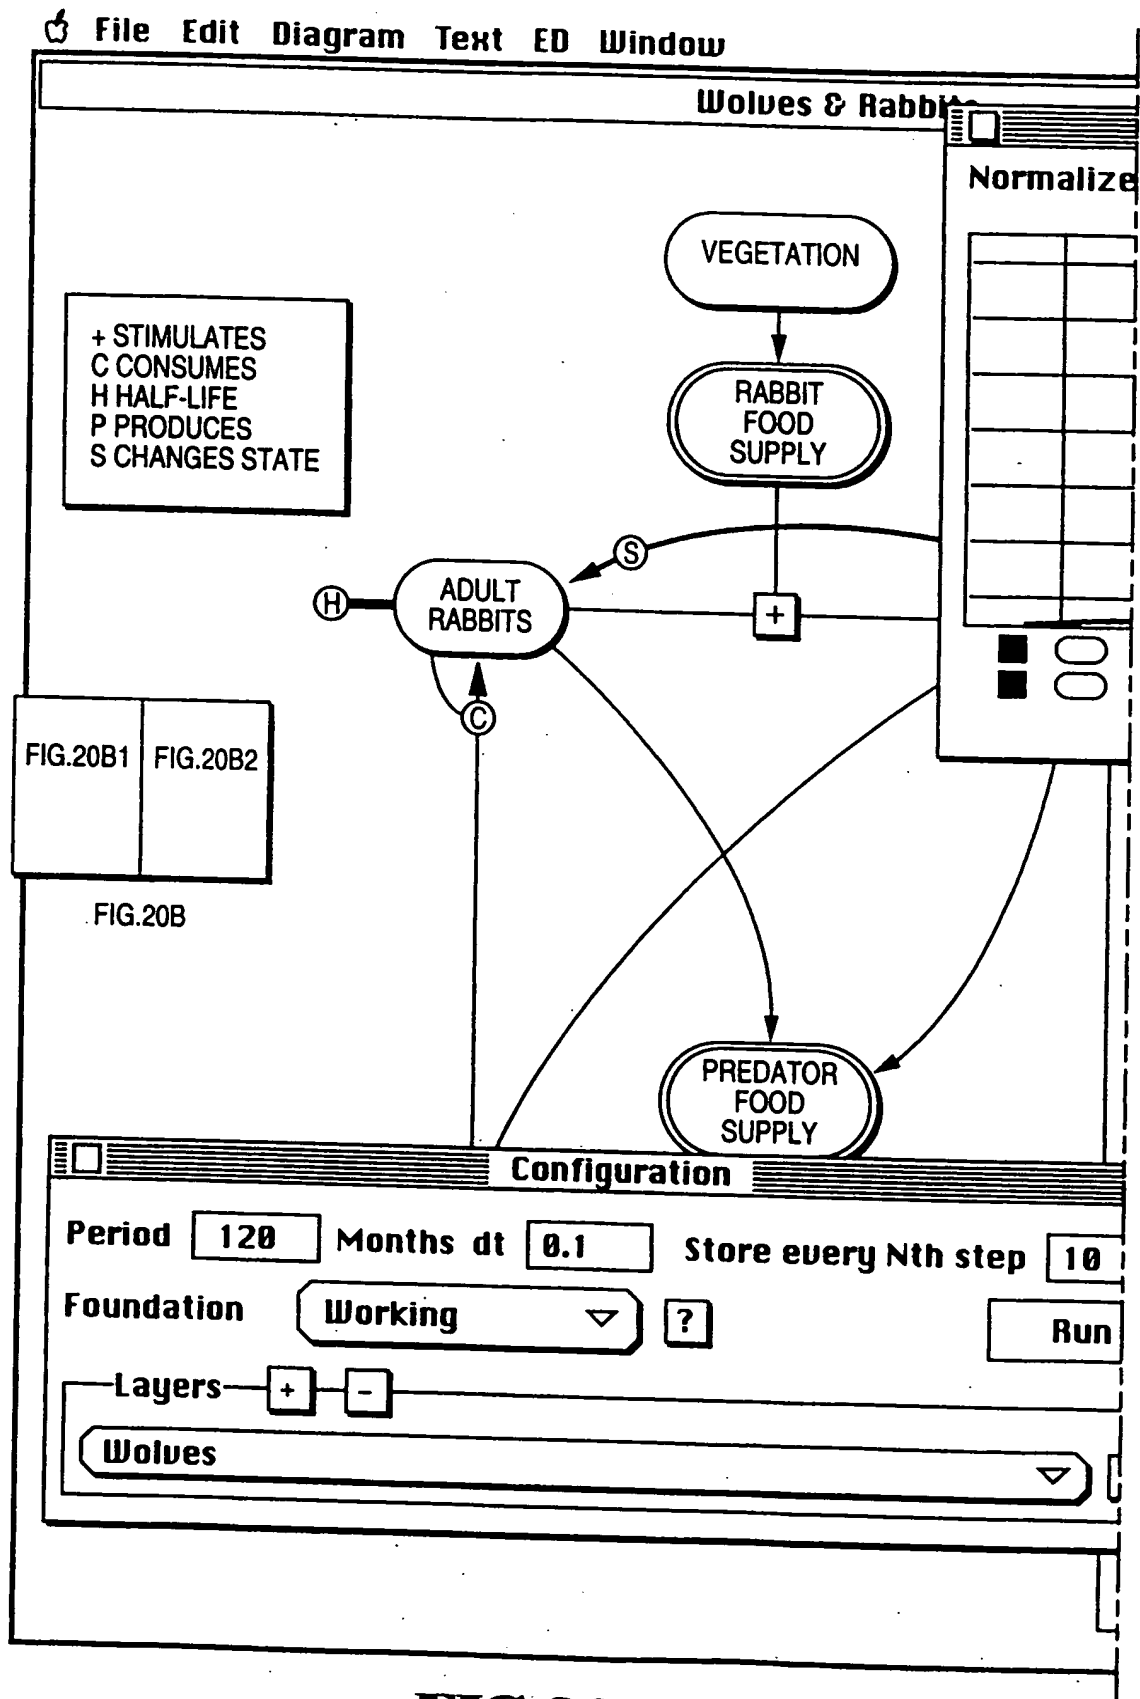 File Edit Diagram Text ED Window
Wolves & Rabbits
Normalize
VEGETATION
+ STIMULATES
C CONSUMES
H HALF-LIFE
P PRODUCES
S CHANGES STATE
RABBIT
FOOD
SUPPLY
S
H
ADULT
RABBITS
+
C
FIG.20B1 FIG.20B2
FIG.20B
PREDATOR
FOOD
SUPPLY
Configuration
Period 120 Months dt 0.1 Store every Nth step 10
Foundation Working ? Run
Layers + -
Wolves